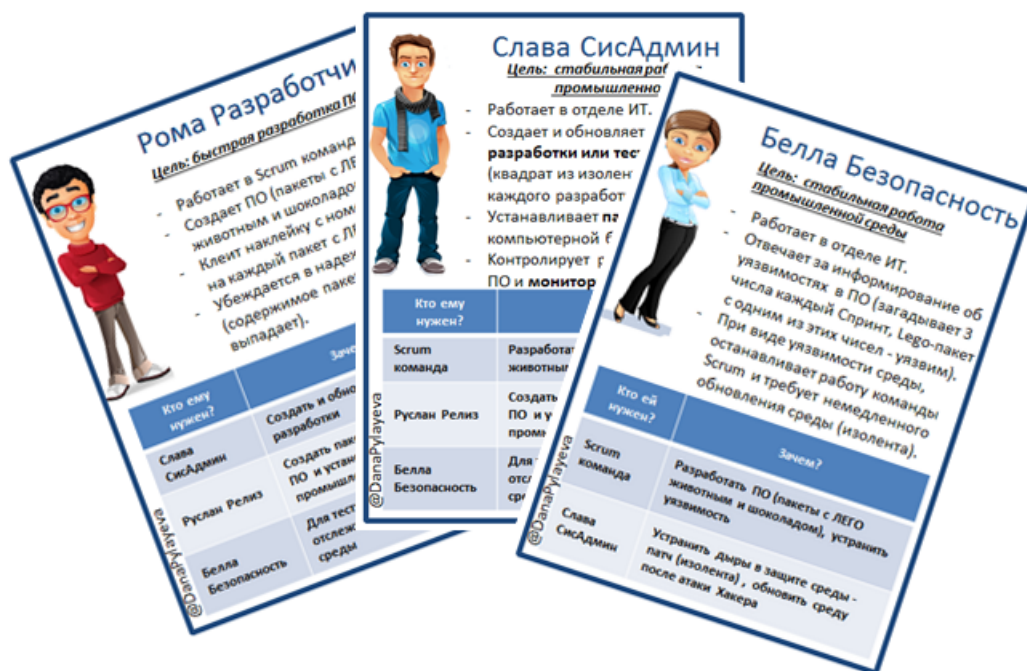 Рома Разработчи
Цель: быстрая разработка ПО
- Работает в Scrum команд
- Создает ПО (пакеты с ЛЕ
животным и шоколадо
- Клеит наклейку с ном
на каждый пакет с Л
- Убеждается в надеж
(содержимое паке
выпадает).
Кто ему нужен?
Заче
Слава СисАдмин
Создать и обно
разработки
Руслан Релиз
Создать пак
ПО и устан
промышле
Белла Безопасность
Для тест
отслеж
среды
@DanaPylayeva
Слава СисАдмин
Цель: стабильная раб
промышленно
- Работает в отделе ИТ.
- Создает и обновляет
разработки или тес
(квадрат из изолент
каждого разработ
- Устанавливает па
компьютерной б
- Контролирует р
ПО и монитор
Кто ему
нужен?
Scrum
команда
Разработат
животным
Руслан Релиз
Создать
ПО и у
пром
Белла
Безопасность
Для
отсл
сре
@DanaPylayeva
Белла Безопасность
Цель: стабильная работа
промышленной среды
- Работает в отделе ИТ.
- Отвечает за информирование об
уязвимостях в ПО (загадывает 3
числа каждый Спринт, Lego-пакет
с одним из этих чисел - уязвим).
- При виде уязвимости среды,
останавливает работу команды
Scrum и требует немедленного
обновления среды (изолента).
Кто ей
нужен?
Зачем?
Scrum
команда
Разработать ПО (пакеты с ЛЕГО
животным и шоколадом), устранить
уязвимость
Слава
СисАдмин
Устранить дыры в защите среды -
патч (изолента) , обновить среду
после атаки Хакера
@DanaPylayeva